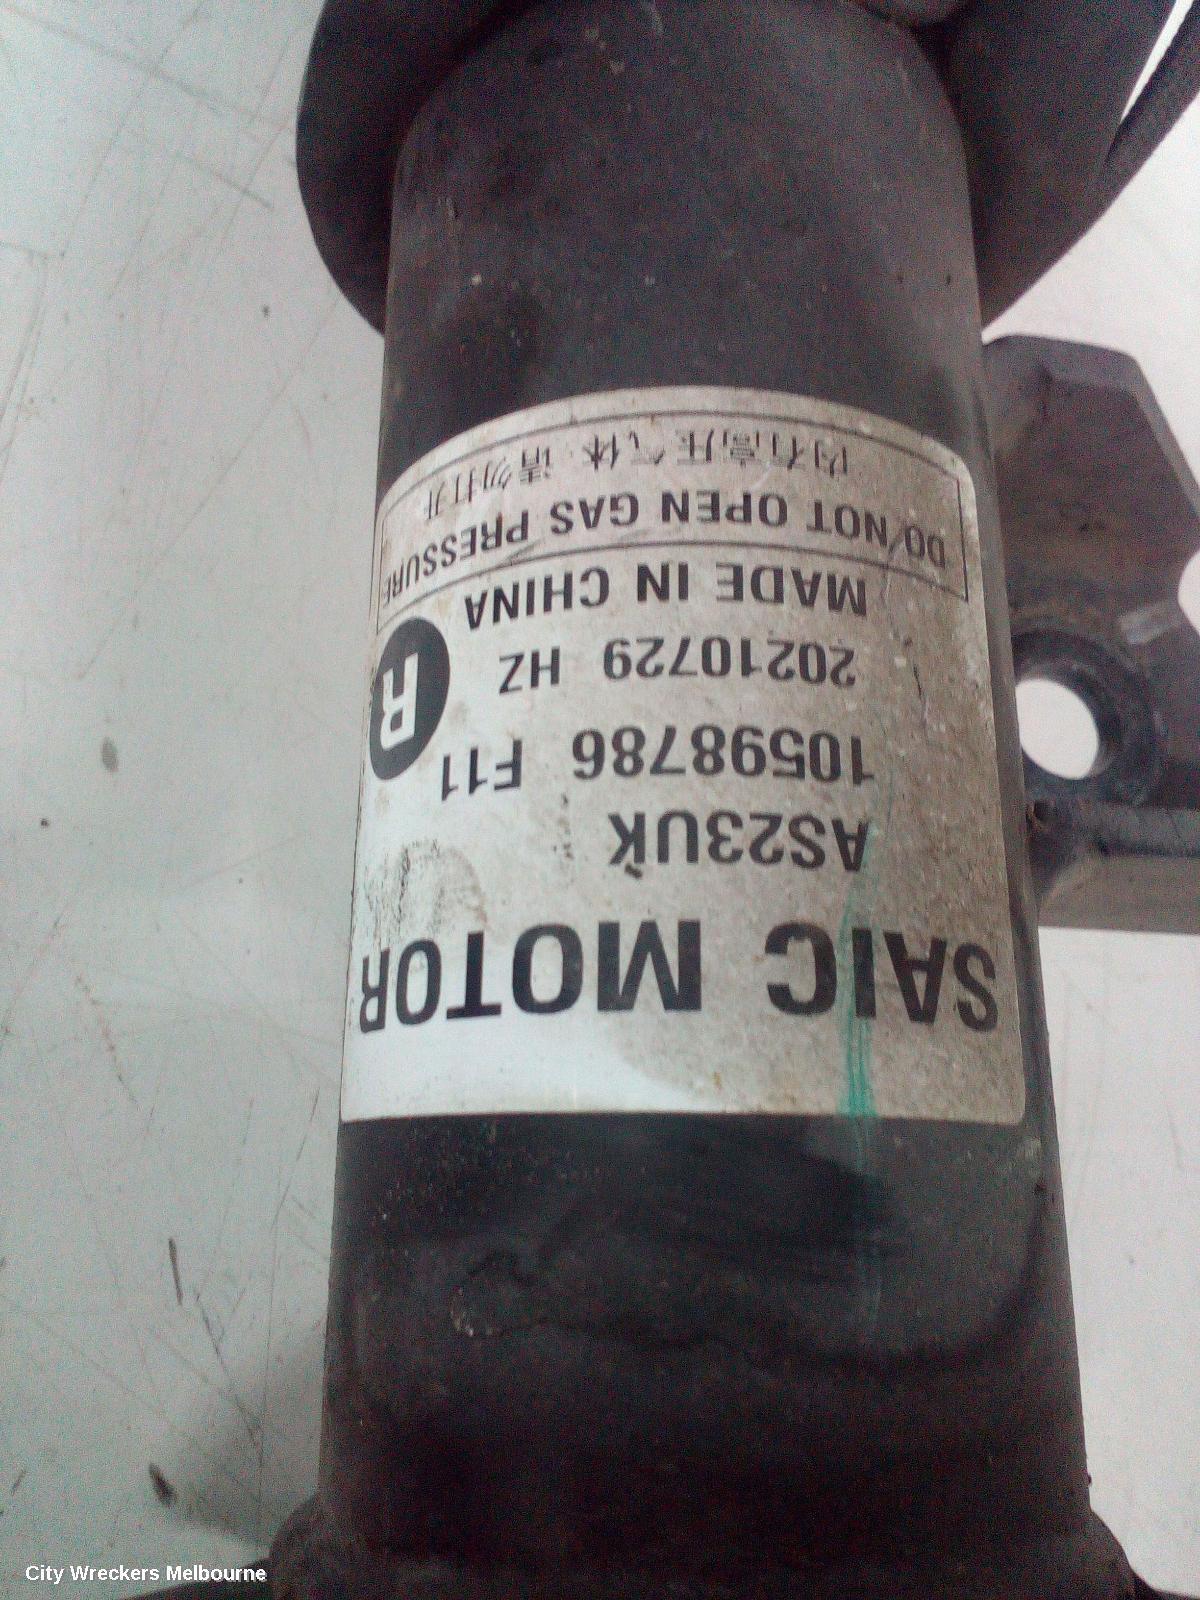 SAIC MOTOR
AS23UK
10598786 F11
20210729 HZ
R
MADE IN CHINA
DO NOT OPEN GAS PRESSURE
内有高压气体 请勿打开
City Wreckers Melbourne